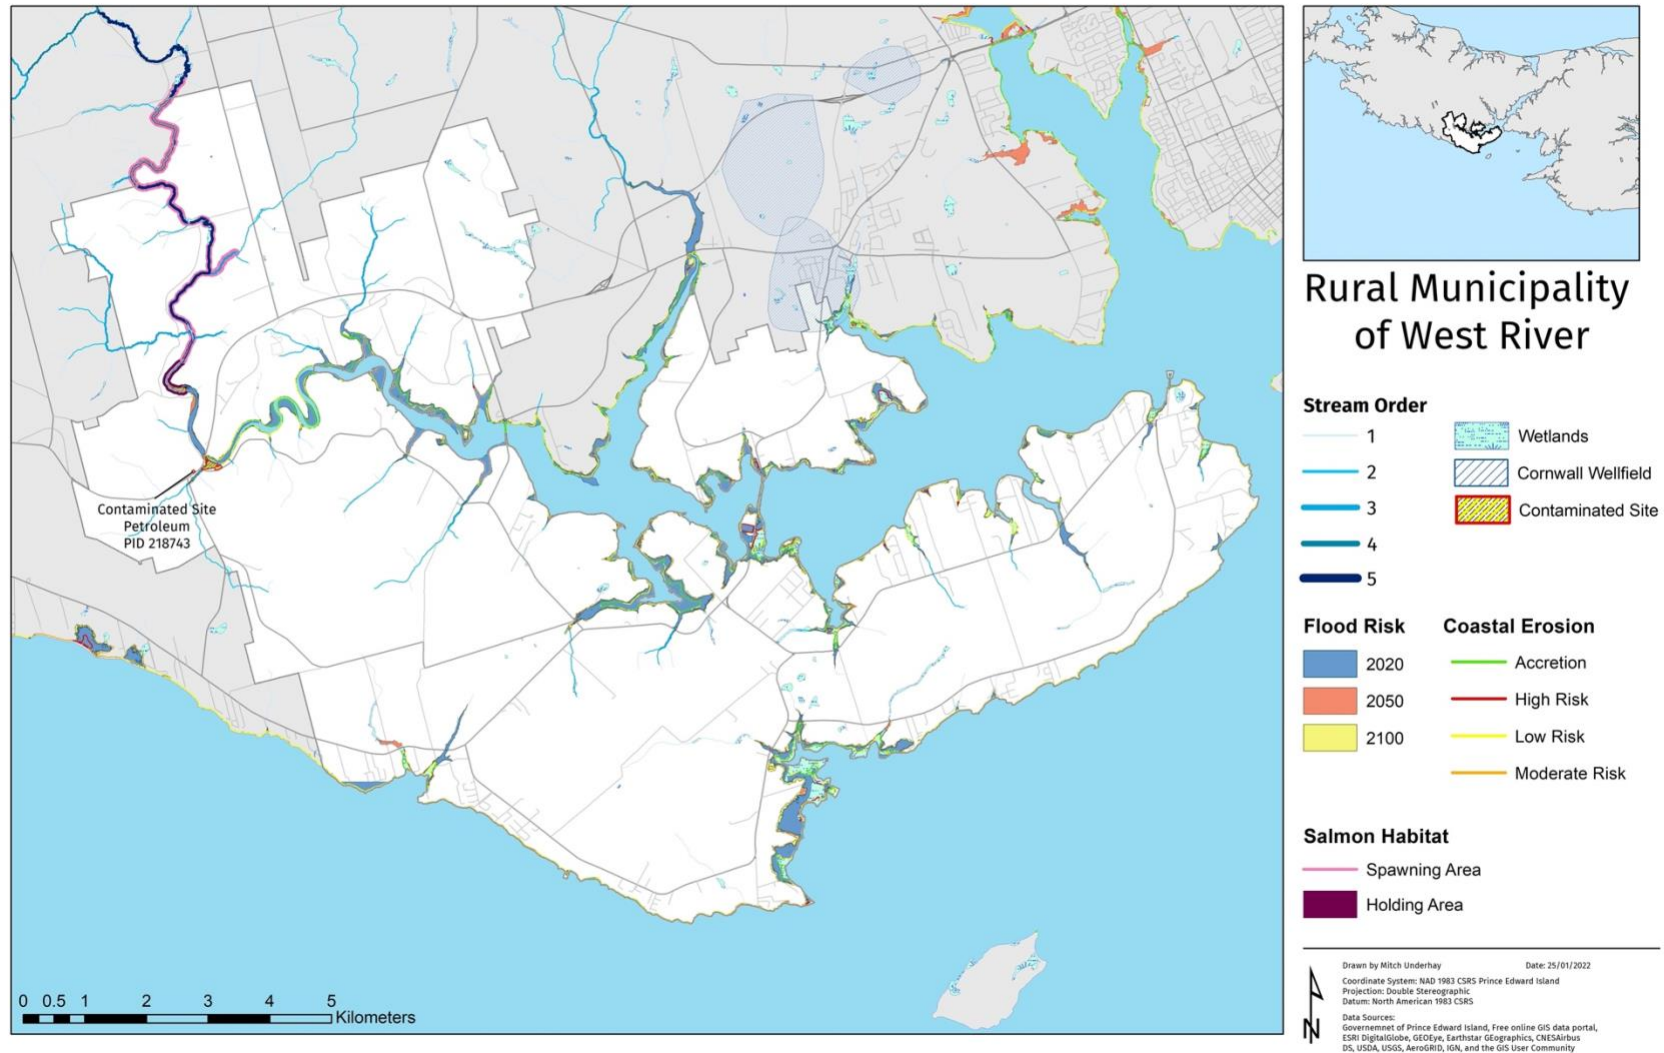 Rural Municipality
of West River
Stream Order
1
2
3
4
5
Wetlands
Cornwall Wellfield
Contaminated Site
Flood Risk
2020
2050
2100
Coastal Erosion
Accretion
High Risk
Low Risk
Moderate Risk
Salmon Habitat
Spawning Area
Holding Area
Contaminated Site
Petroleum
PID 218743
0 0.5 1 2 3 4 5
Kilometers
N
Drawn by Mitch Underhay Date: 25/01/2022
Coordinate System: NAD 1983 CSRS Prince Edward Island
Projection: Double Stereographic
Datum: North American 1983 CSRS
Data Sources:
Governemnet of Prince Edward Island, Free online GIS data portal,
ESRI DigitalGlobe, GEOEye, Earthstar GEographics, CNESAirbus
DS, USDA, USGS, AeroGRID, IGN, and the GIS User Community